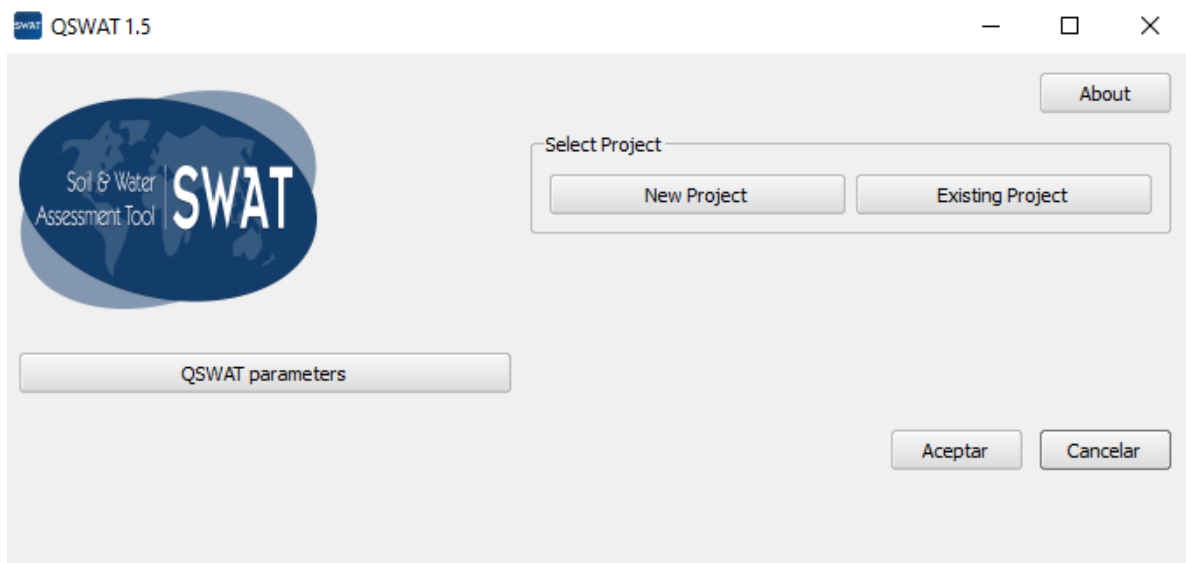 SWAT QSWAT 1.5
About
Soil & Water
Assessment Tool
SWAT
Select Project
New Project
Existing Project
QSWAT parameters
Aceptar
Cancelar